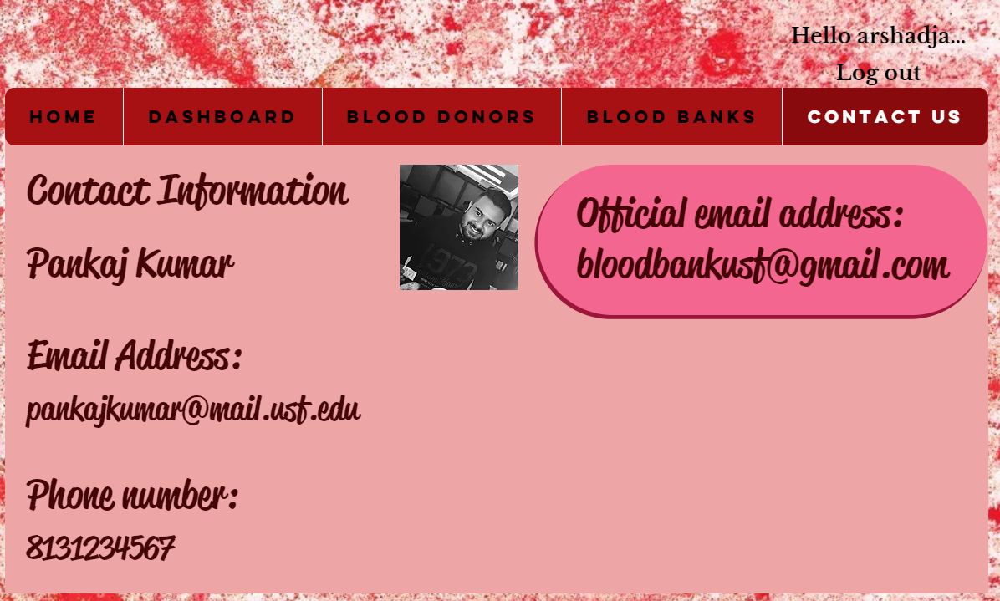 Hello arshadja...
Log out
HOME DASHBOARD BLOOD DONORS BLOOD BANKS CONTACT US
Contact Information
Pankaj Kumar
Official email address:
bloodbankusf@gmail.com
Email Address:
pankajkumar@mail.usf.edu
Phone number:
8131234567
1973